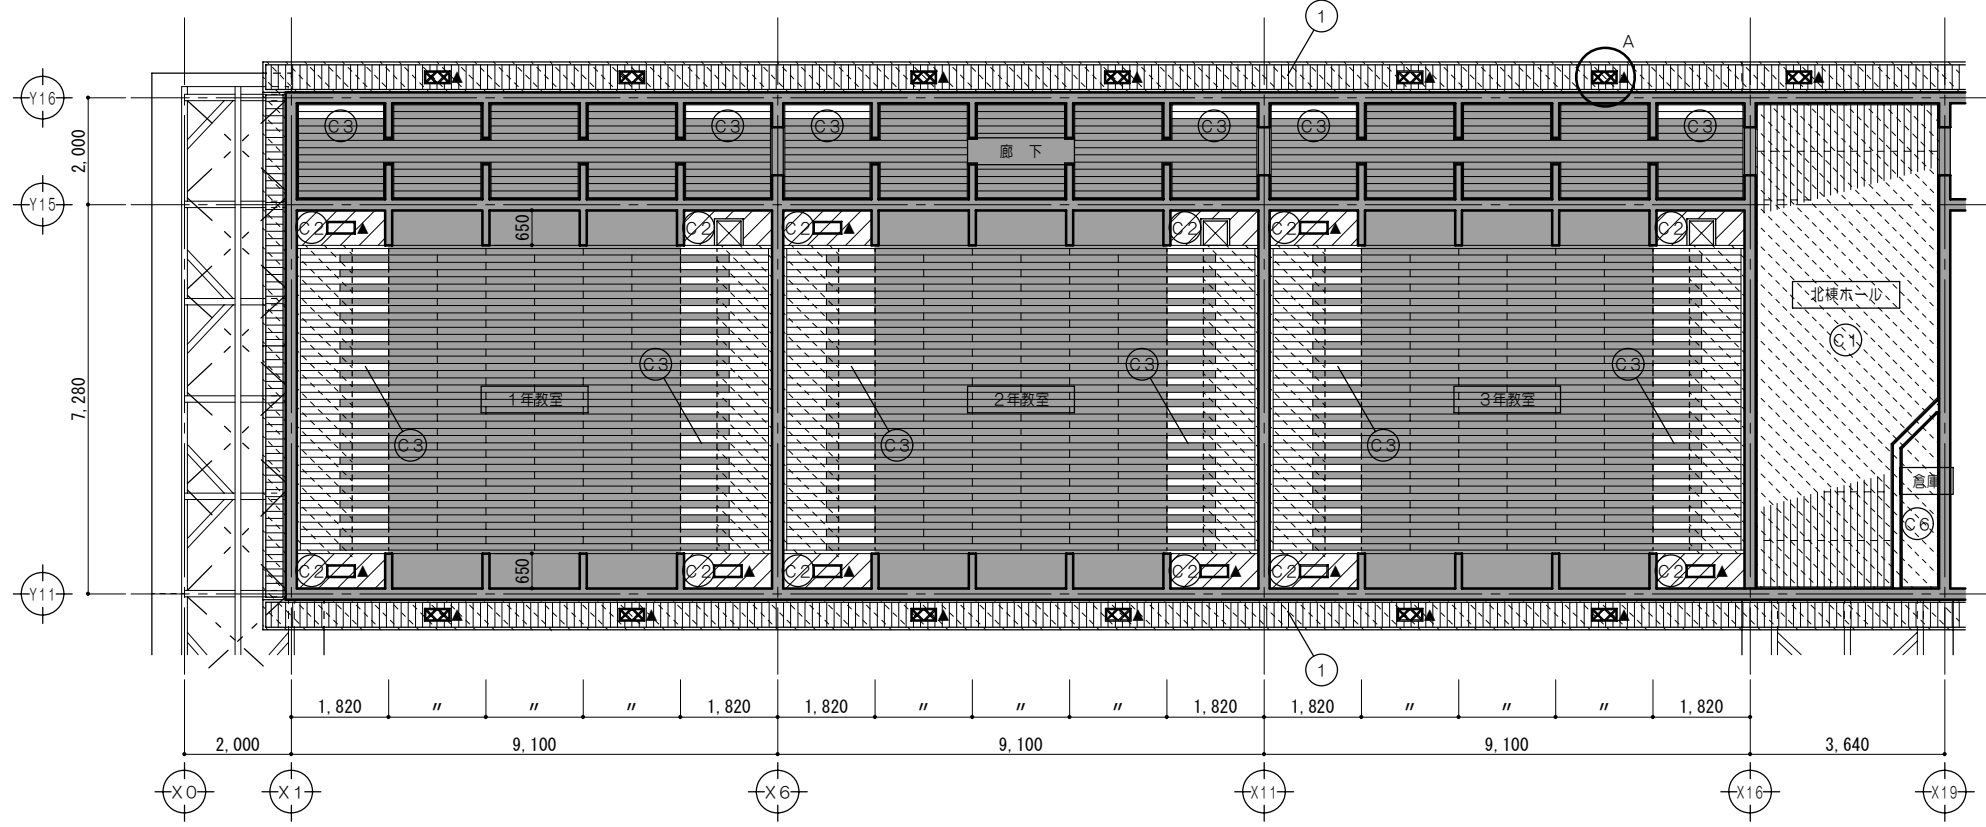 1
A
Y16
C3 C3 C3 C3 C3 C3
2,000
廊 下
Y15
C2 650 C2 C2 C2 C2 C2
北棟ホール
C1
C3 C3 C3
7,280
1年教室 2年教室 3年教室
C3 C3 C3
倉庫
C6
C2 650 C2 C2 C2 C2 C2
Y11
1
1,820 〃 〃 〃 1,820 1,820 〃 〃 〃 1,820 1,820 〃 〃 〃 1,820
2,000 9,100 9,100 9,100 3,640
X0 X1 X6 X11 X16 X19